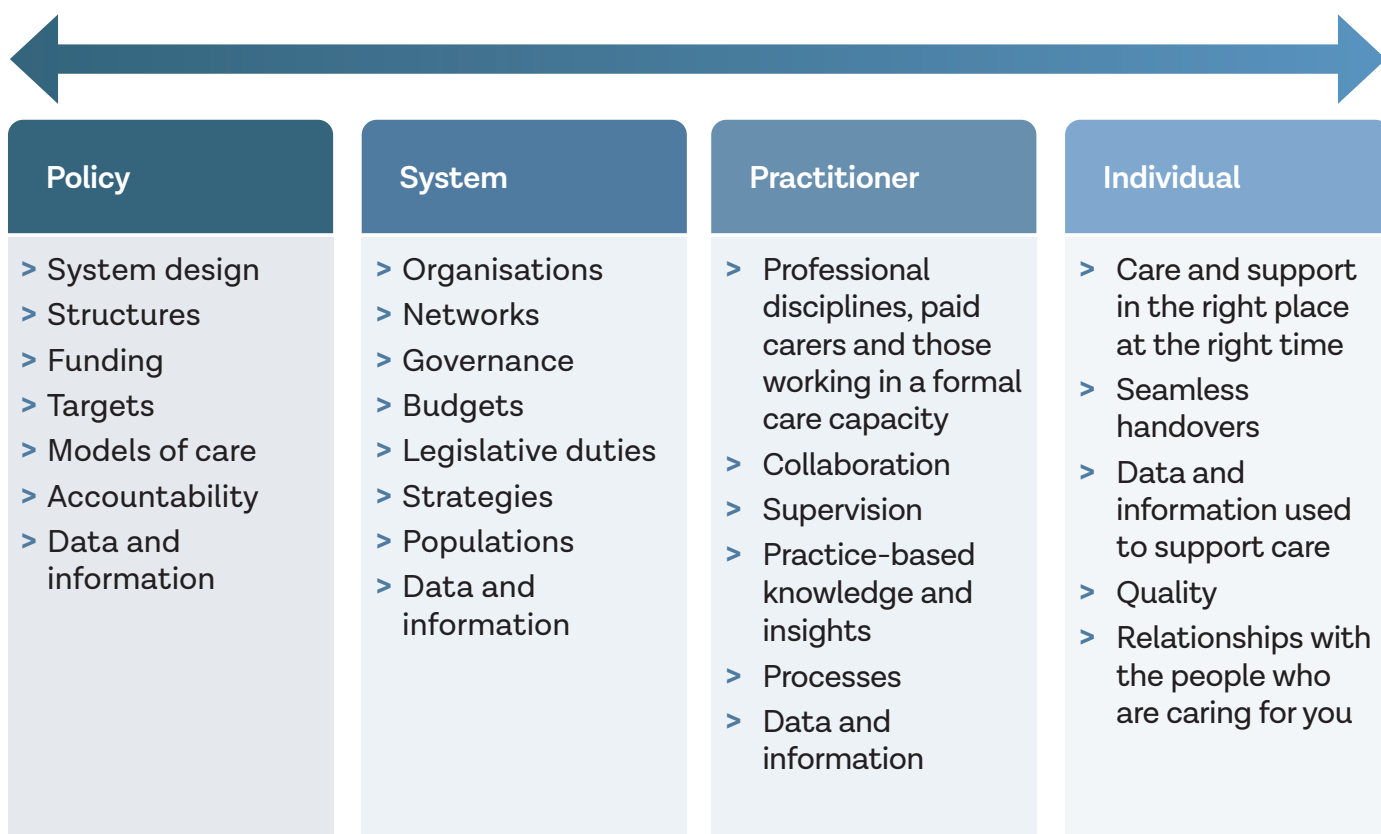 Policy
> System design
> Structures
> Funding
> Targets
> Models of care
> Accountability
> Data and
information
System
> Organisations
> Networks
> Governance
> Budgets
> Legislative duties
> Strategies
> Populations
> Data and
information
Practitioner
> Professional
disciplines, paid
carers and those
working in a formal
care capacity
> Collaboration
> Supervision
> Practice-based
knowledge and
insights
> Processes
> Data and
information
Individual
> Care and support
in the right place
at the right time
> Seamless
handovers
> Data and
information used
to support care
> Quality
> Relationships with
the people who
are caring for you